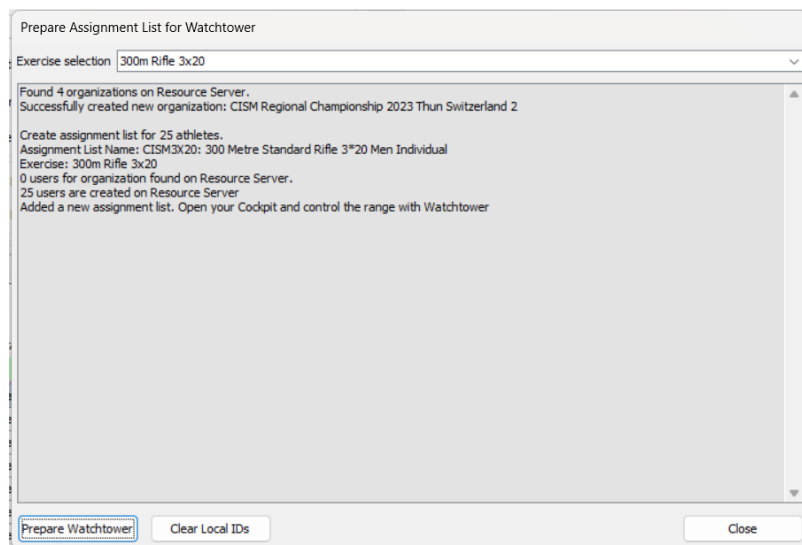 Prepare Assignment List for Watchtower
Exercise selection 300m Rifle 3x20
Found 4 organizations on Resource Server.
Successfully created new organization: CISM Regional Championship 2023 Thun Switzerland 2
Create assignment list for 25 athletes.
Assignment List Name: CISM3X20: 300 Metre Standard Rifle 3*20 Men Individual
Exercise: 300m Rifle 3x20
0 users for organization found on Resource Server.
25 users are created on Resource Server
Added a new assignment list. Open your Cockpit and control the range with Watchtower
Prepare Watchtower Clear Local IDs Close